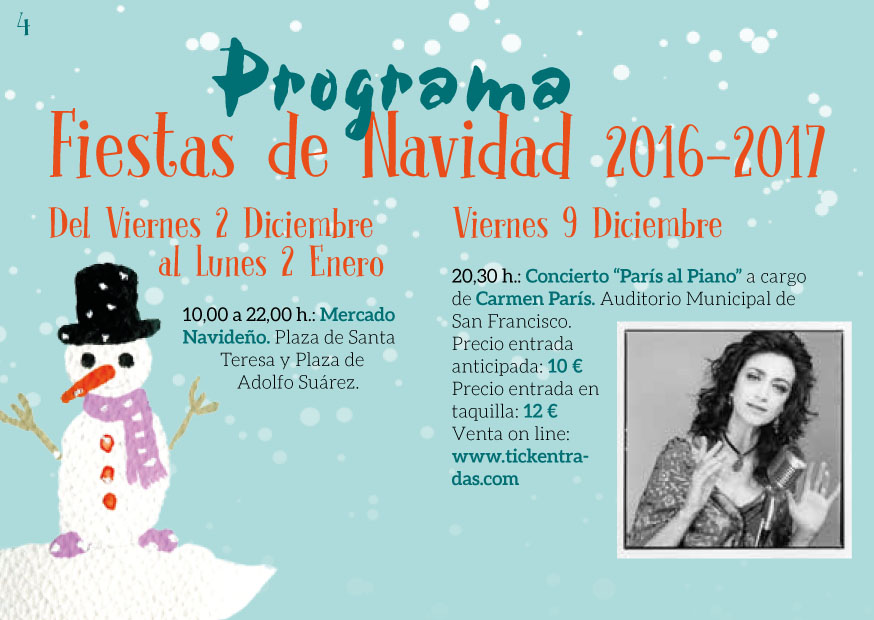 4
Programa
Fiestas de Navidad 2016-2017
Del Viernes 2 Diciembre
al Lunes 2 Enero
10,00 a 22,00 h.: Mercado
Navideño. Plaza de Santa
Teresa y Plaza de
Adolfo Suárez.
Viernes 9 Diciembre
20,30 h.: Concierto “París al Piano” a cargo
de Carmen París. Auditorio Municipal de
San Francisco.
Precio entrada
anticipada: 10 €
Precio entrada en
taquilla: 12 €
Venta on line:
www.tickentra-
das.com